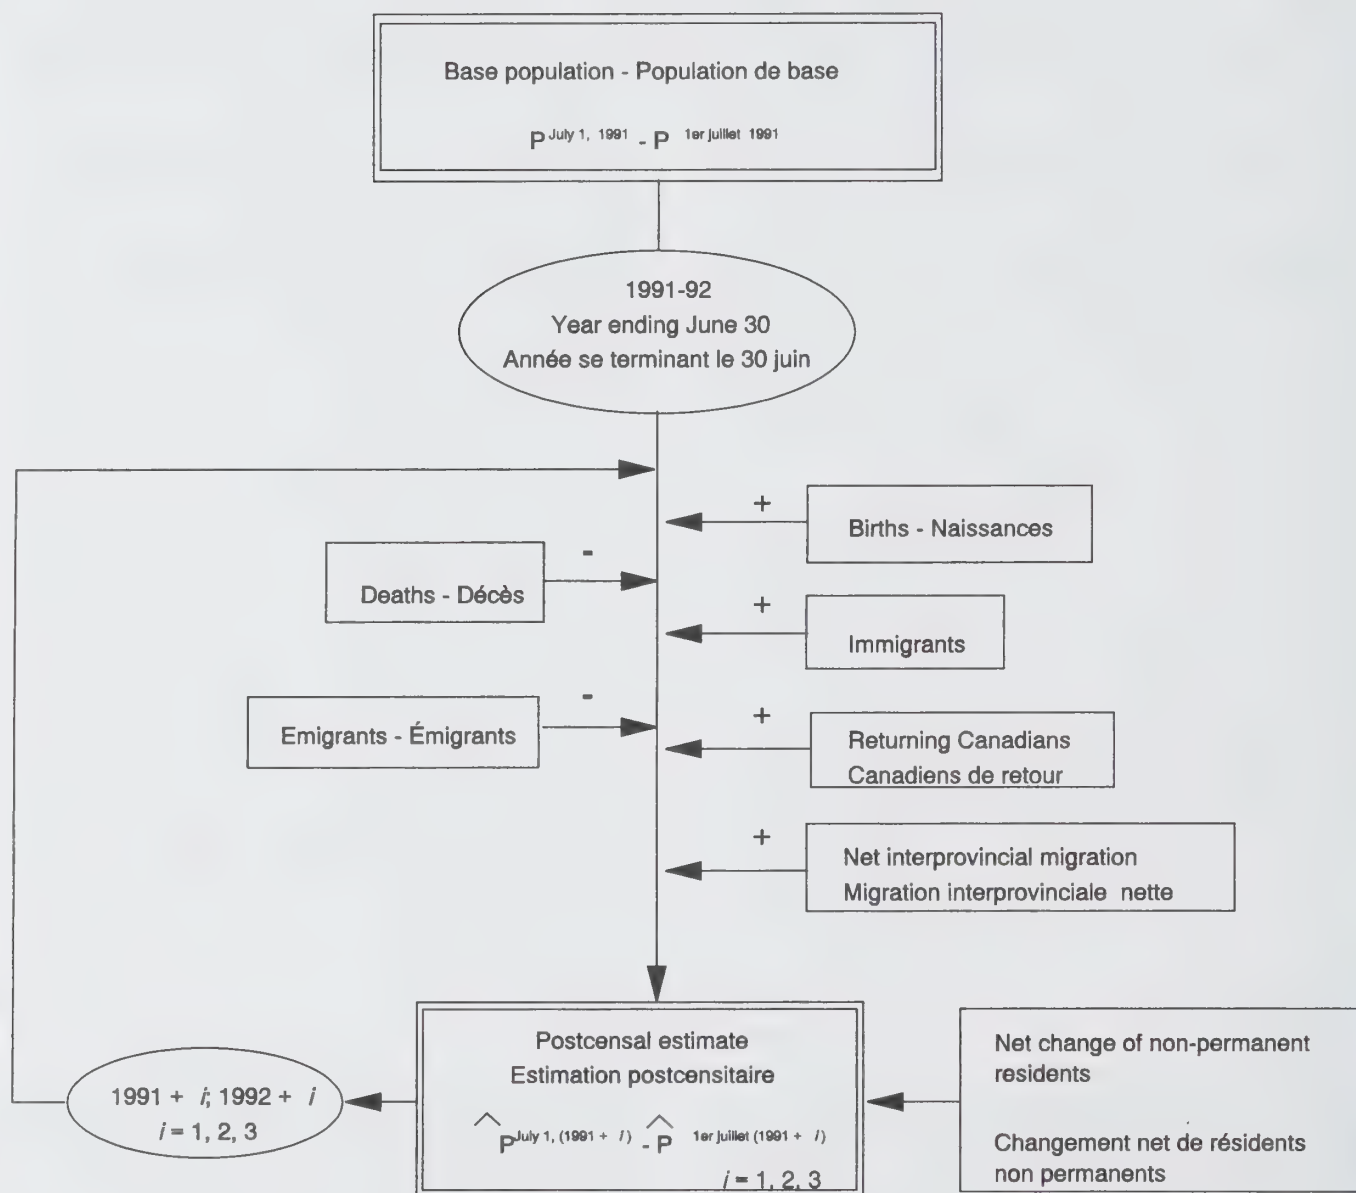 Base population - Population de base
P July 1, 1991 - P 1er juillet 1991
1991-92
Year ending June 30
Année se terminant le 30 juin
+
Births - Naissances
-
Deaths - Décès
+
Immigrants
-
Emigrants - Émigrants
+
Returning Canadians
Canadiens de retour
+
Net interprovincial migration
Migration interprovinciale nette
Postcensal estimate
Estimation postcensitaire
P̂ July 1, (1991 + i) - P̂ 1er juillet (1991 + i)
i = 1, 2, 3
Net change of non-permanent
residents
Changement net de résidents
non permanents
1991 + i; 1992 + i
i = 1, 2, 3